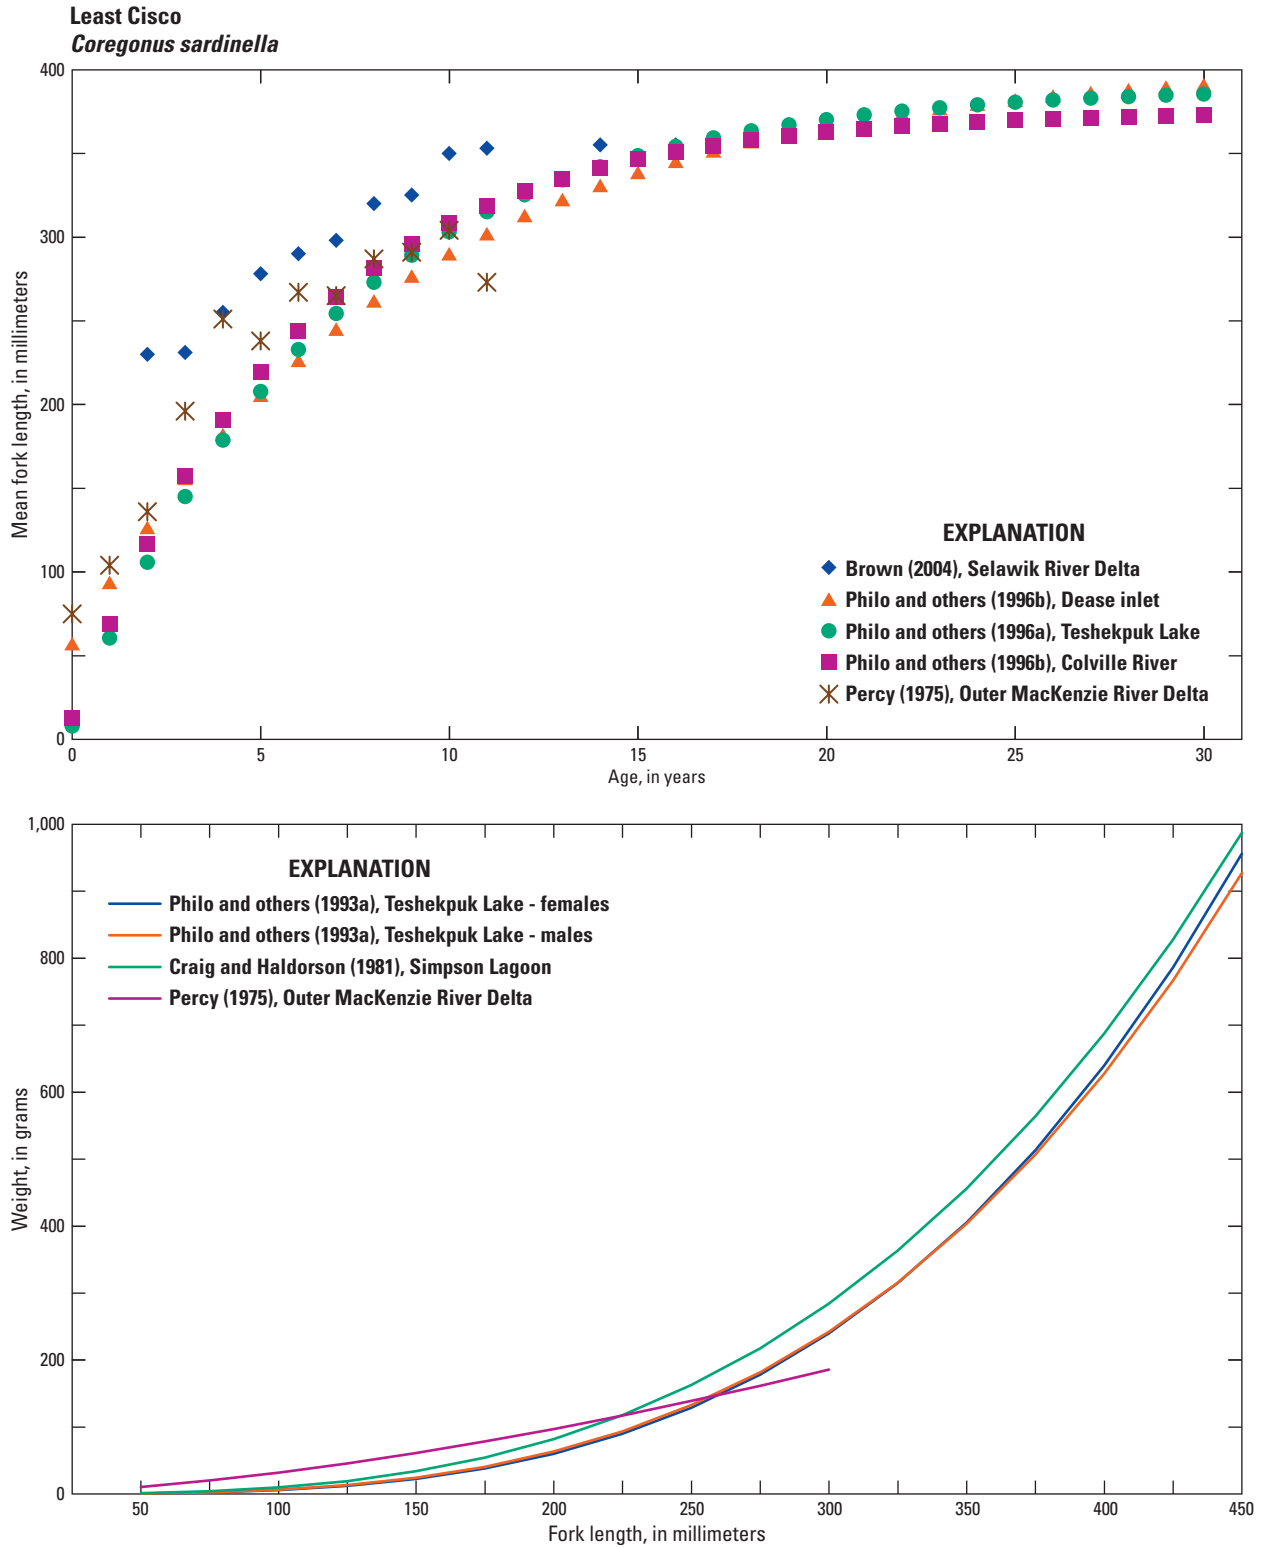 Least Cisco
Coregonus sardinella
400
300
200
100
0
Mean fork length, in millimeters
EXPLANATION
Brown (2004), Selawik River Delta
Philo and others (1996b), Dease inlet
Philo and others (1996a), Teshekpuk Lake
Philo and others (1996b), Colville River
Percy (1975), Outer MacKenzie River Delta
0 5 10 15 20 25 30
Age, in years
1,000
800
600
400
200
0
Weight, in grams
EXPLANATION
Philo and others (1993a), Teshekpuk Lake - females
Philo and others (1993a), Teshekpuk Lake - males
Craig and Haldorson (1981), Simpson Lagoon
Percy (1975), Outer MacKenzie River Delta
50 100 150 200 250 300 350 400 450
Fork length, in millimeters